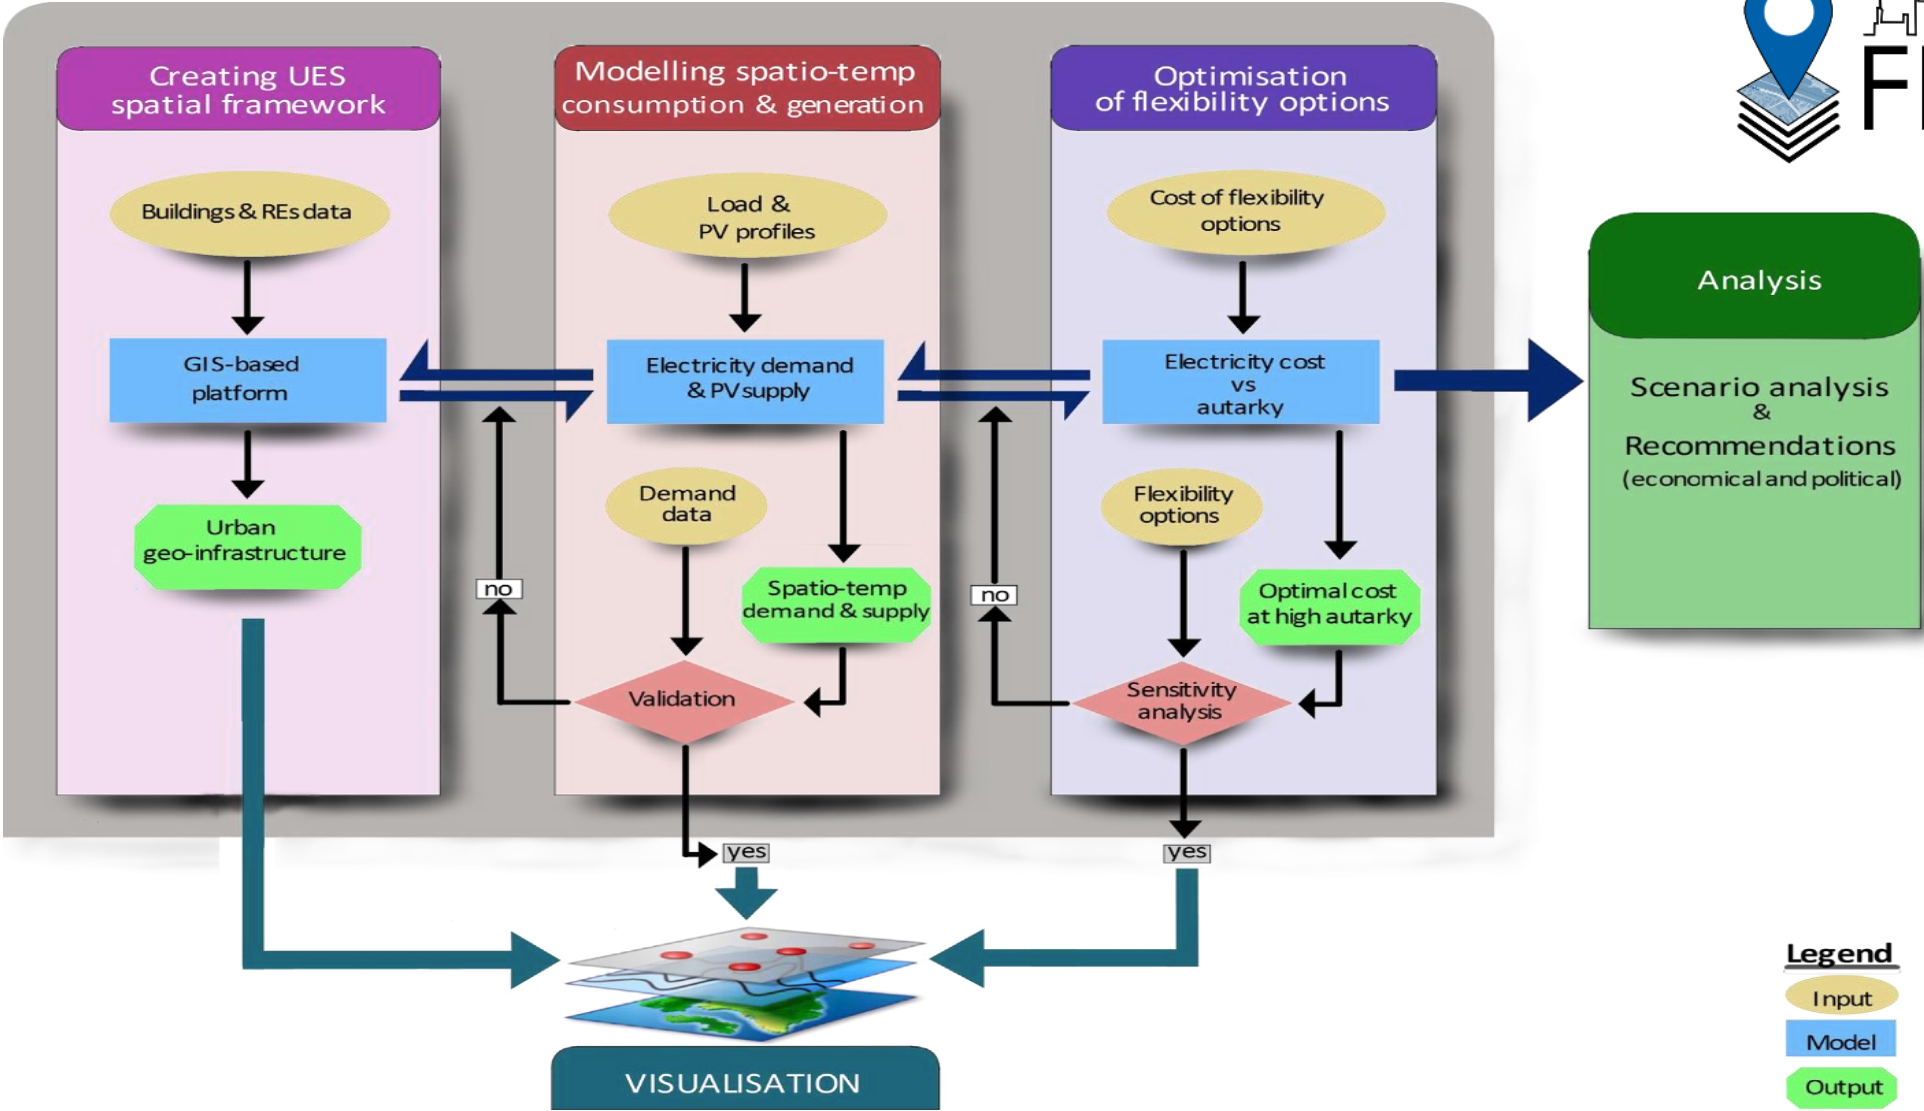 Creating UES
spatial framework
Buildings & REs data
GIS-based
platform
Urban
geo-infrastructure
Modelling spatio-temp
consumption & generation
Load &
PV profiles
Electricity demand
& PV supply
Demand
data
Spatio-temp
demand & supply
Validation
no
yes
Optimisation
of flexibility options
Cost of flexibility
options
Electricity cost
vs
autarky
Flexibility
options
Optimal cost
at high autarky
Sensitivity
analysis
no
yes
Analysis
Scenario analysis
&
Recommendations
(economical and political)
VISUALISATION
Legend
Input
Model
Output